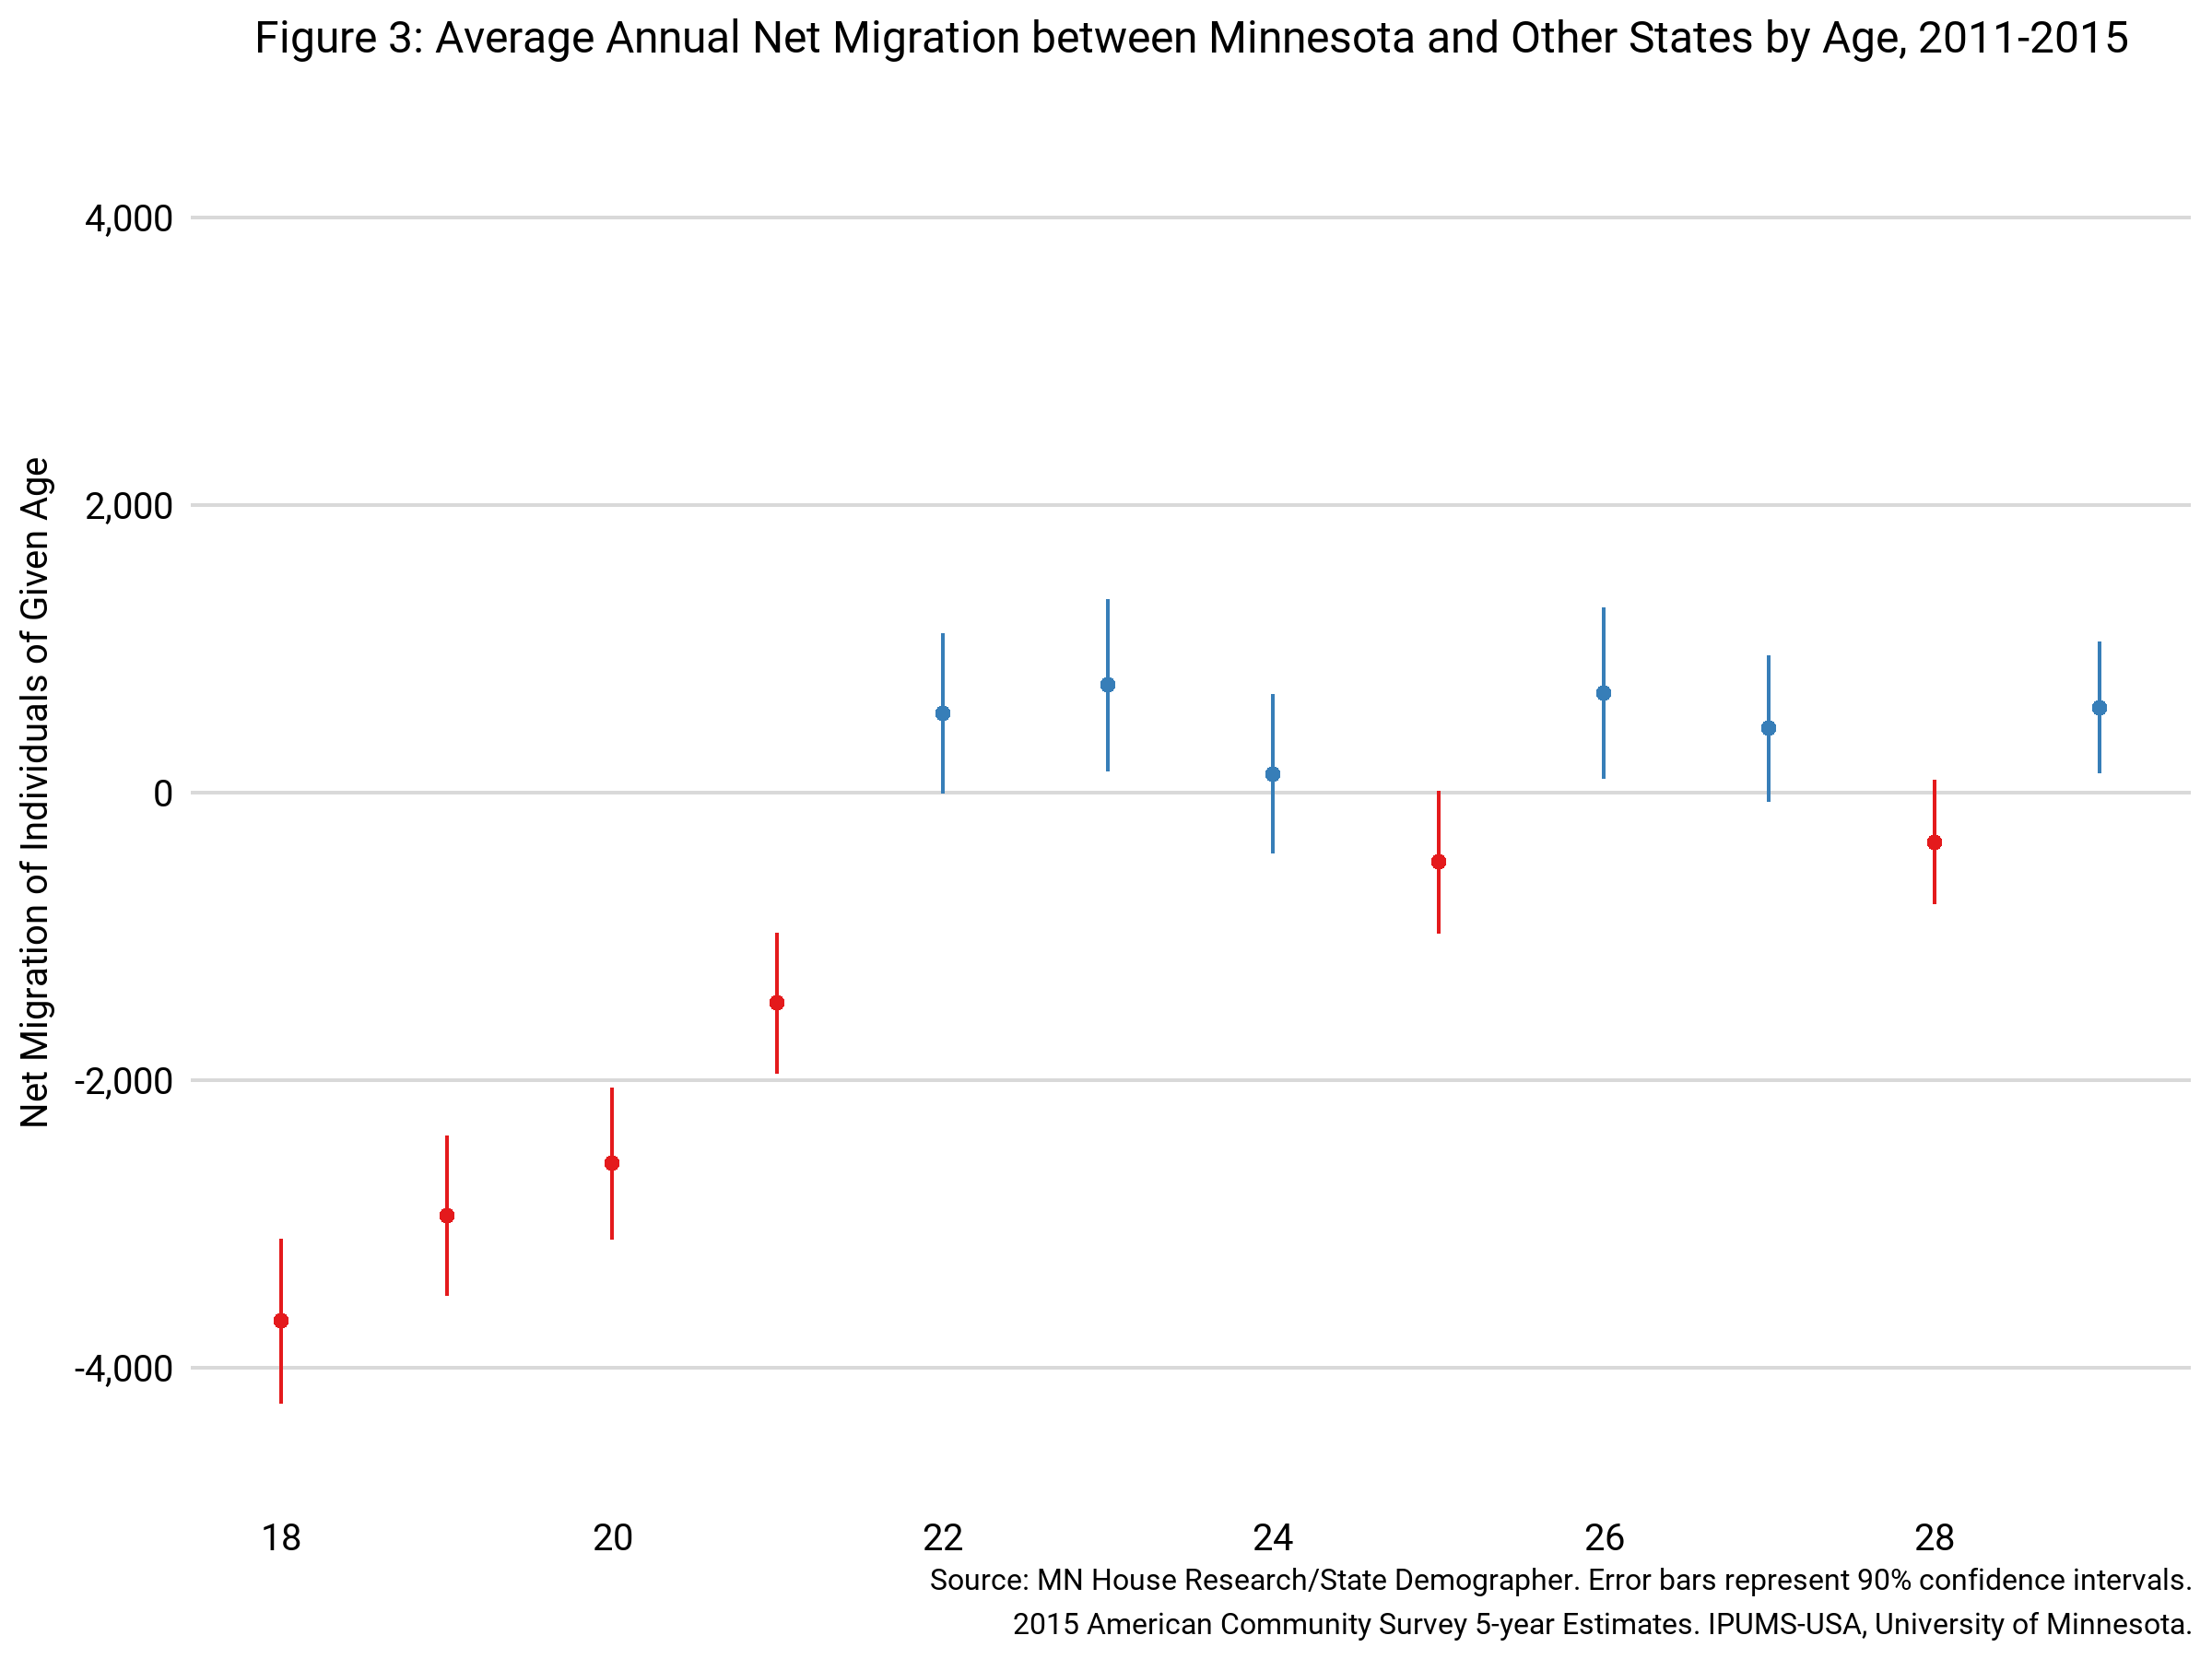 Figure 3: Average Annual Net Migration between Minnesota and Other States by Age, 2011-2015
Net Migration of Individuals of Given Age
4,000
2,000
0
-2,000
-4,000
18 20 22 24 26 28
Source: MN House Research/State Demographer. Error bars represent 90% confidence intervals.
2015 American Community Survey 5-year Estimates. IPUMS-USA, University of Minnesota.